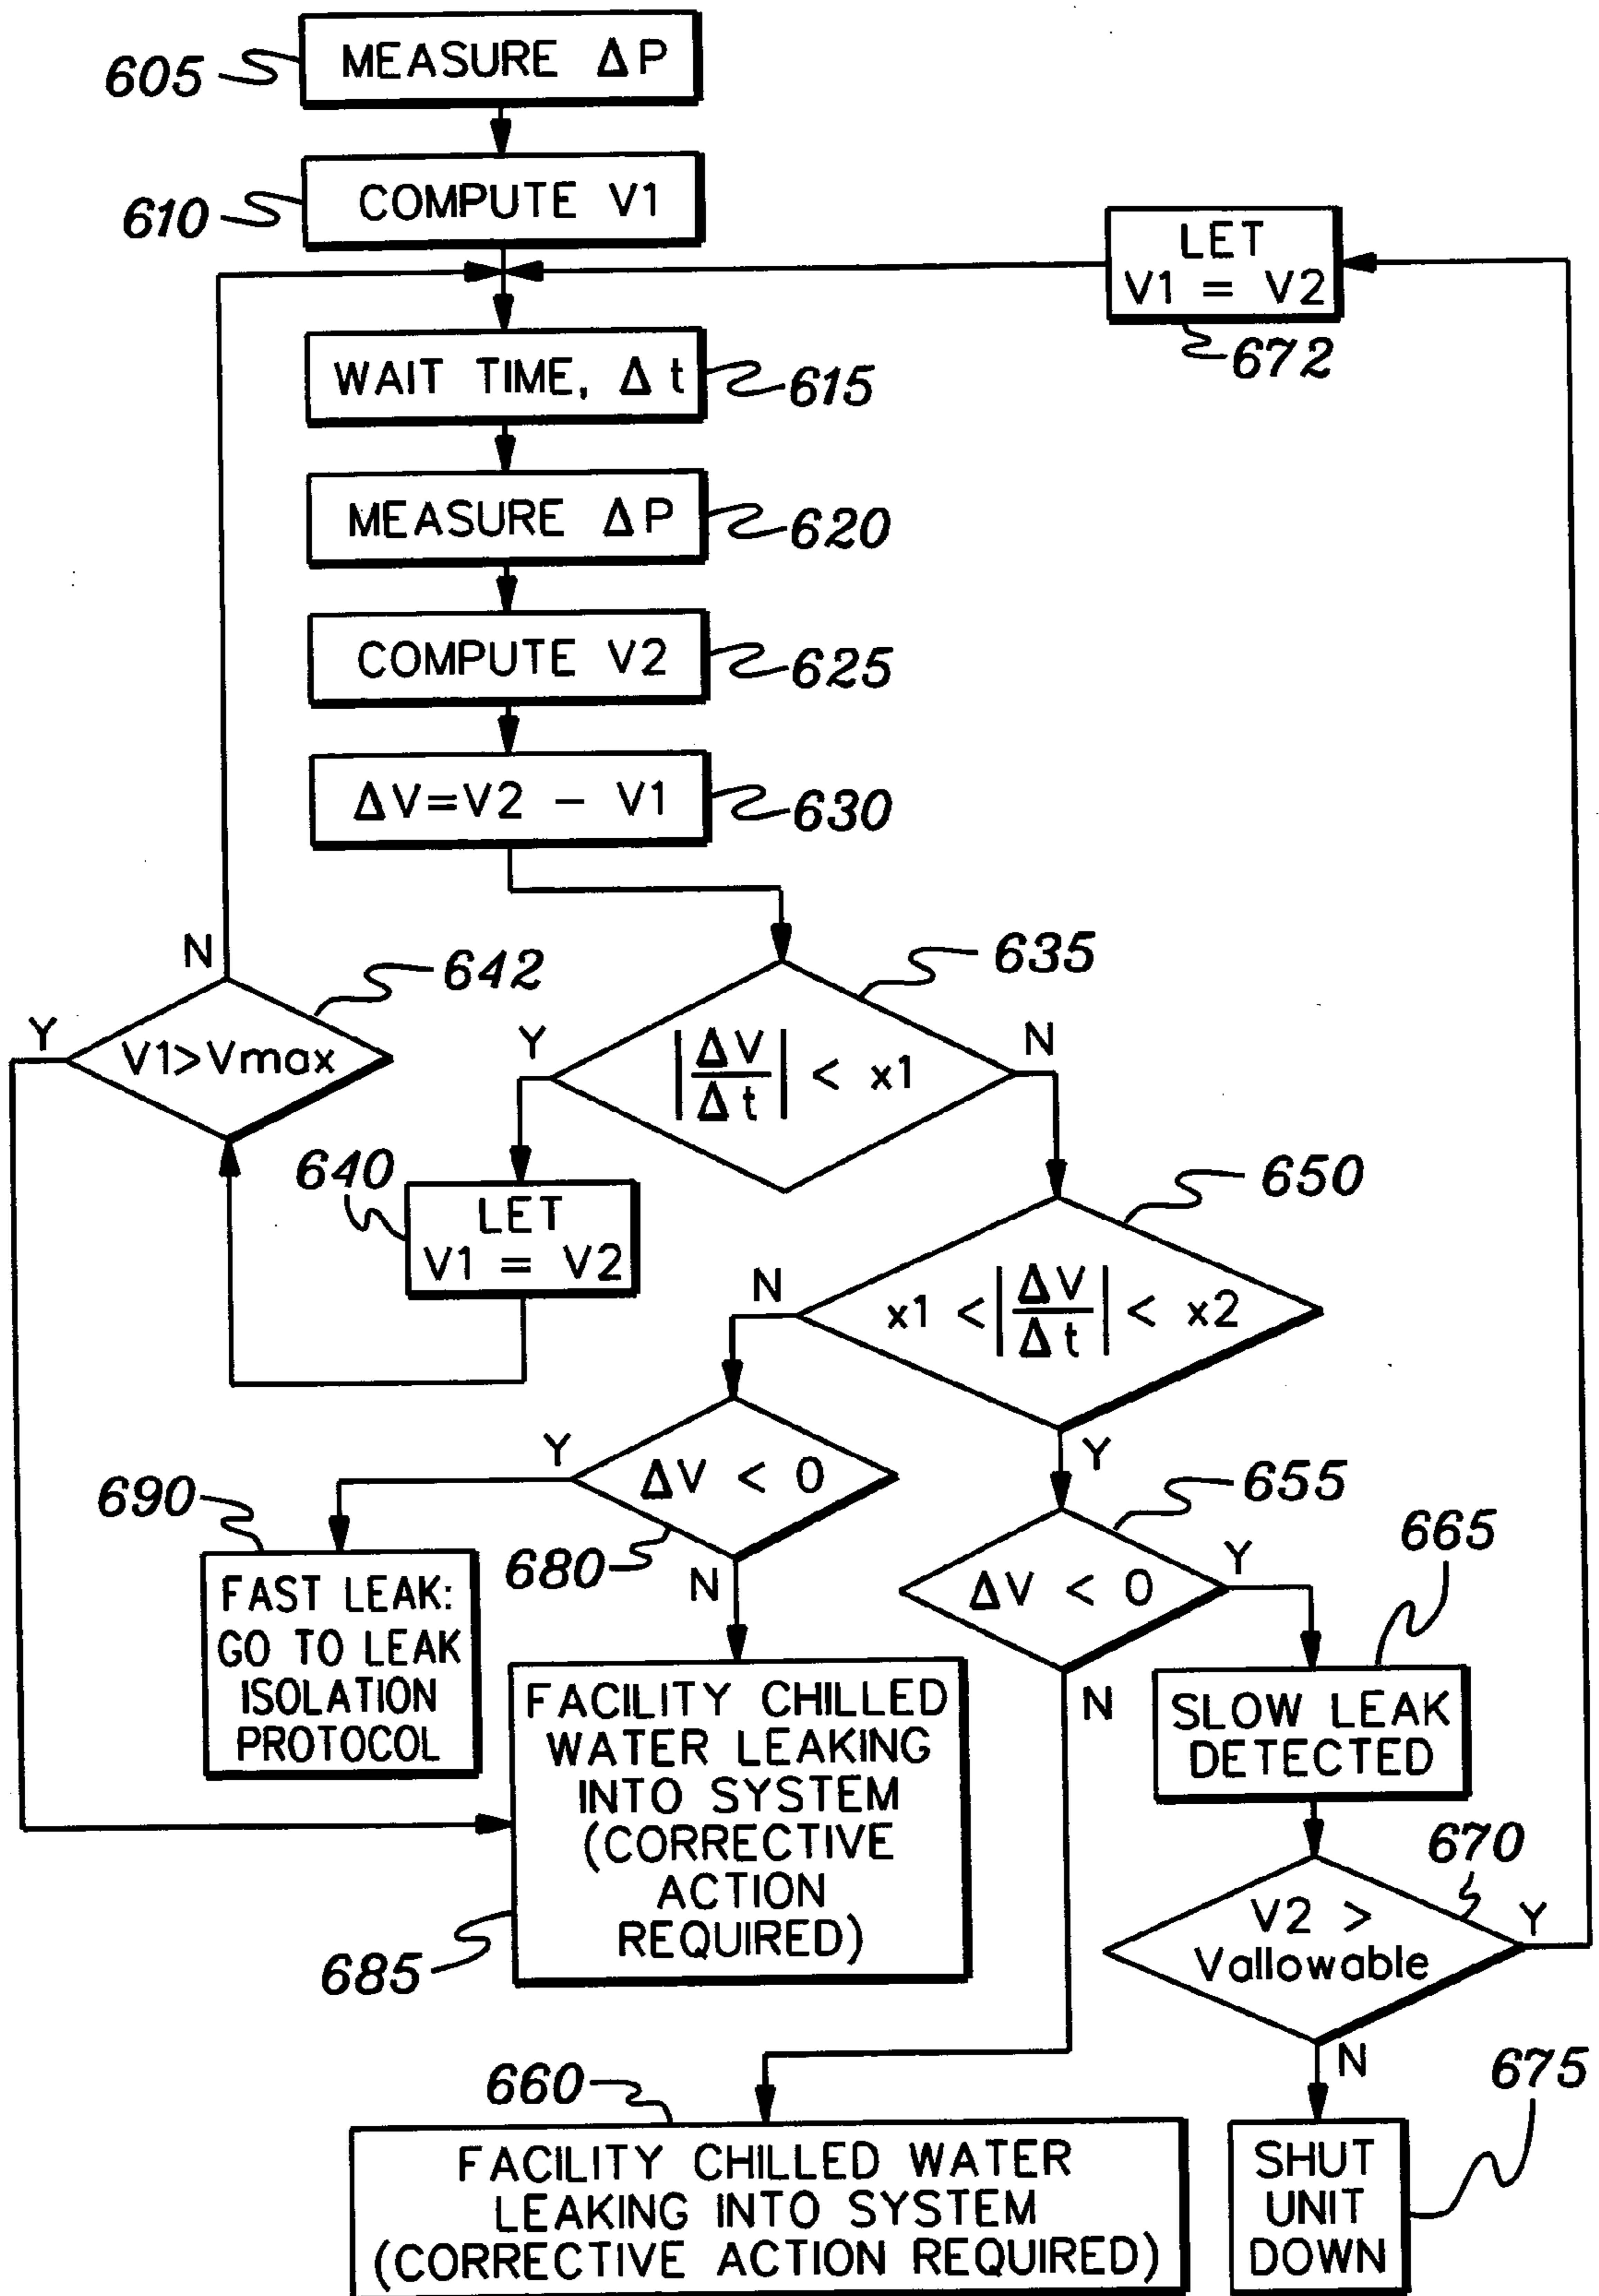 MEASURE ΔP
605
COMPUTE V1
610
LET
V1 = V2
672
WAIT TIME, Δt
615
MEASURE ΔP
620
COMPUTE V2
625
ΔV=V2 - V1
630
N
642
Y
V1>Vmax
635
Y
N
|ΔV/Δt| < x1
640
LET
V1 = V2
650
N
x1 <|ΔV/Δt| < x2
Y
Y
ΔV < 0
680
N
690
FAST LEAK:
GO TO LEAK
ISOLATION
PROTOCOL
655
Y
ΔV < 0
N
665
SLOW LEAK
DETECTED
FACILITY CHILLED
WATER LEAKING
INTO SYSTEM
(CORRECTIVE
ACTION
REQUIRED)
685
670
V2 >
Vallowable
Y
N
675
660
FACILITY CHILLED WATER
LEAKING INTO SYSTEM
(CORRECTIVE ACTION REQUIRED)
SHUT
UNIT
DOWN